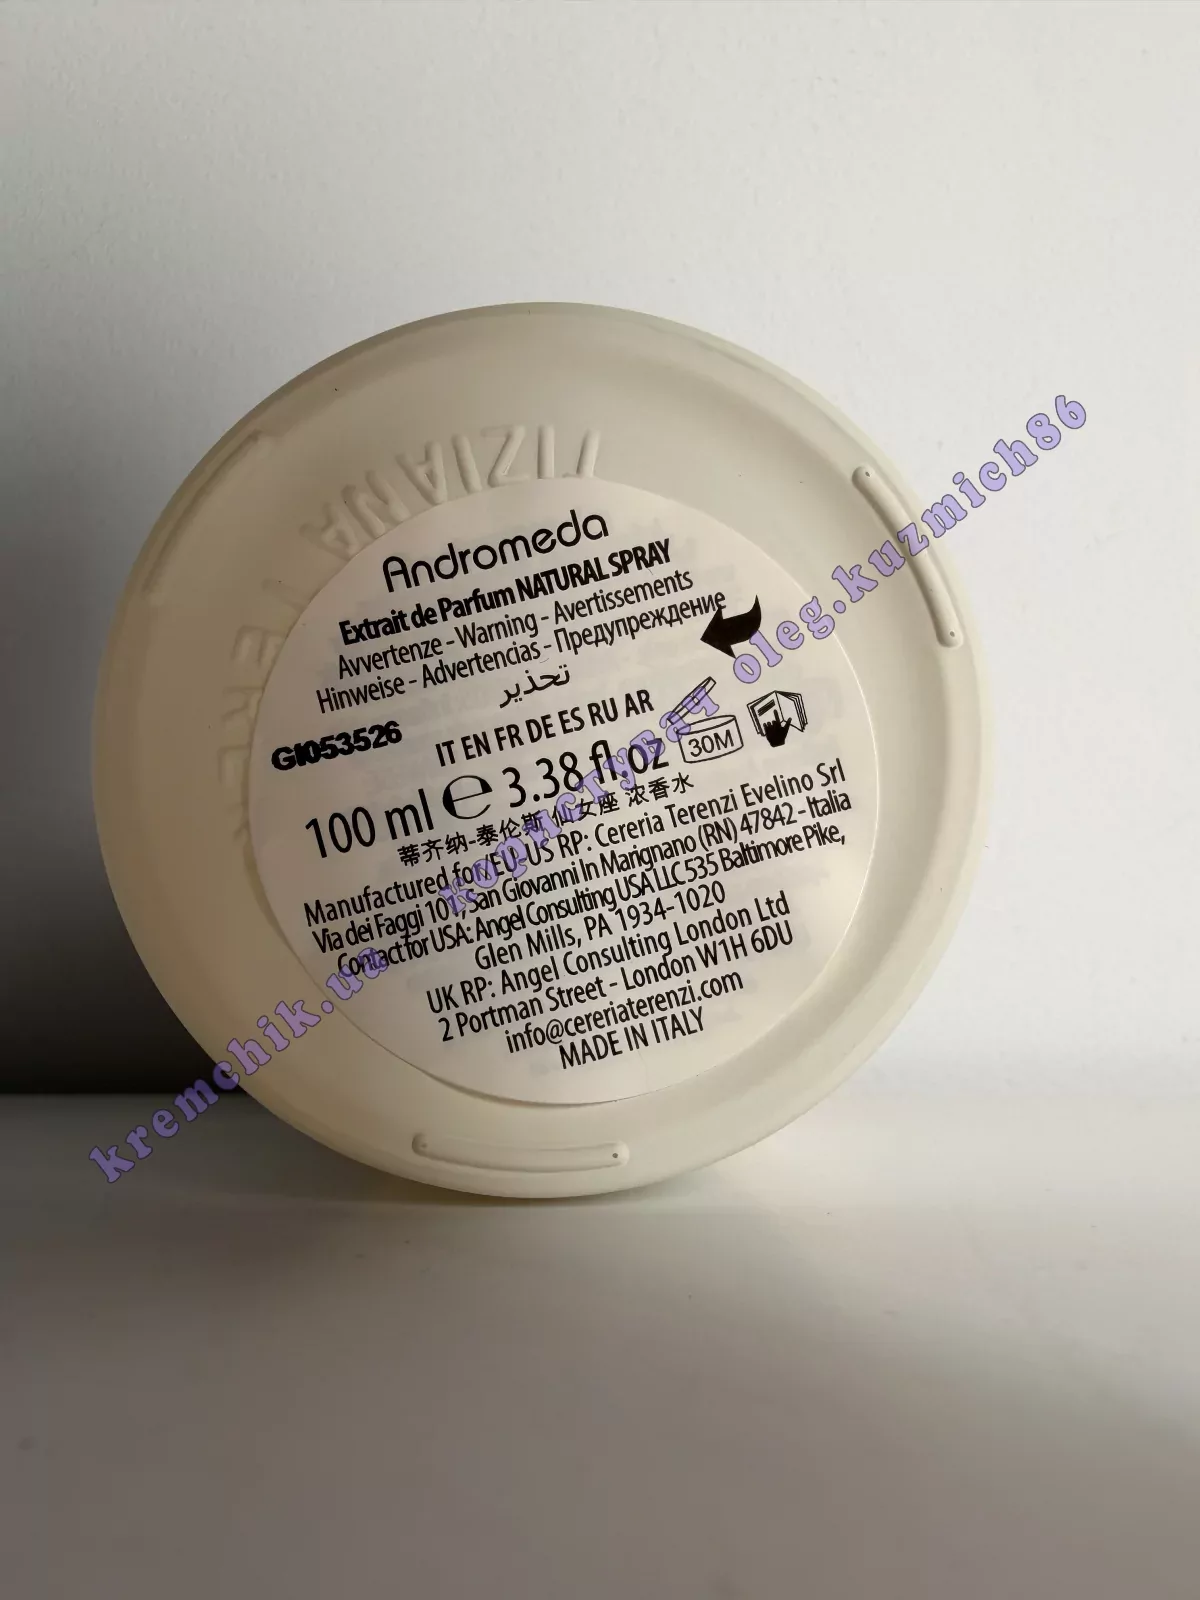 TIZIANA
TERENZI
Andromeda
Extrait de Parfum NATURAL SPRAY
Avvertenze - Warning - Avertissements
Hinweise - Advertencias - Предупреждение
تحذير
GI053526
IT EN FR DE ES RU AR
100 ml e 3.38 fl.oz
30M
蒂齐纳-泰伦斯 仙女座 浓香水
Manufactured for/EU-US RP: Cereria Terenzi Evelino Srl
Via dei Faggi 101, San Giovanni In Marignano (RN) 47842 - Italia
Contact for USA: Angel Consulting USA LLC 535 Baltimore Pike,
Glen Mills, PA 1934-1020
UK RP: Angel Consulting London Ltd
2 Portman Street - London W1H 6DU
info@cereriaterenzi.com
MADE IN ITALY
kremchik.ua користувач oleg.kuzmich86